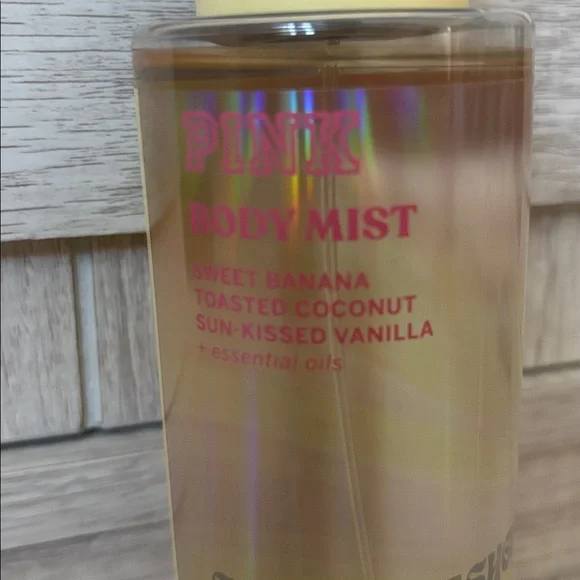 PINK
BODY MIST
SWEET BANANA
TOASTED COCONUT
SUN-KISSED VANILLA
+ essential oils